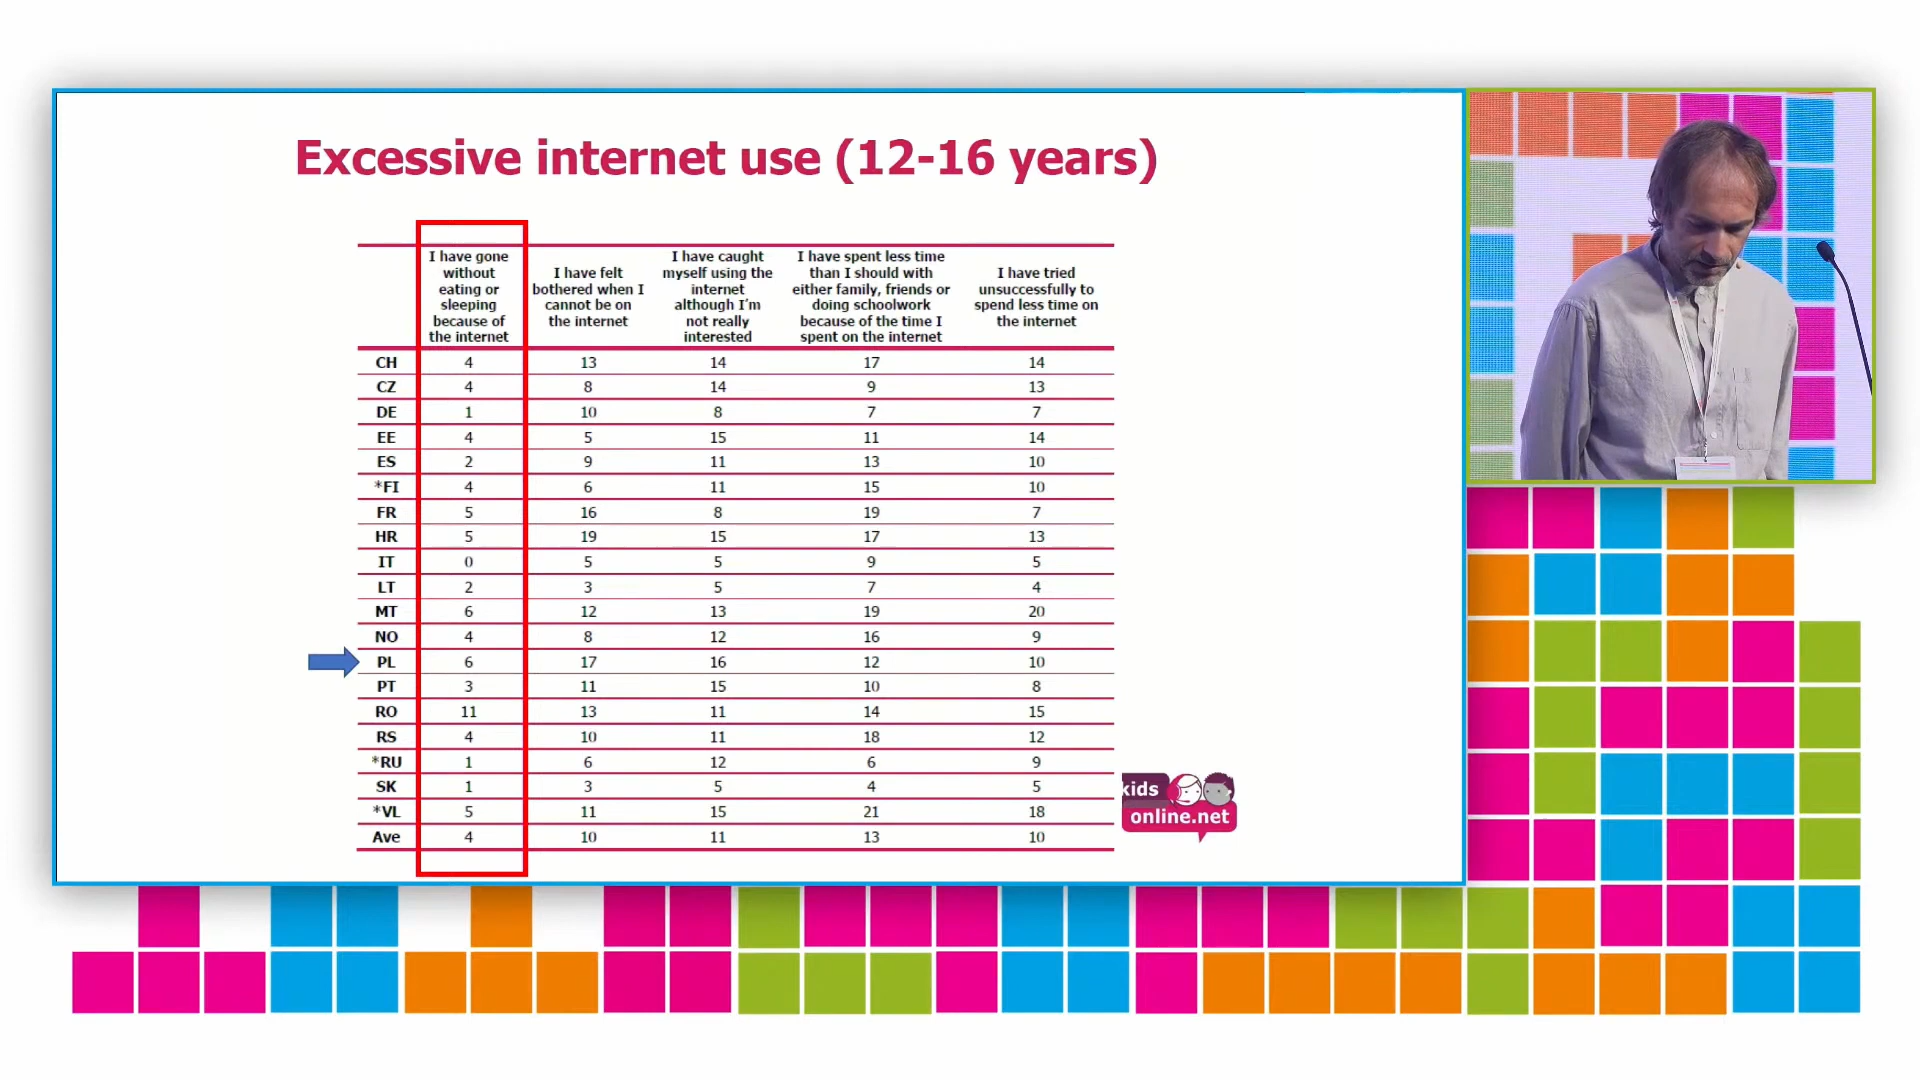 Excessive internet use (12-16 years)
I have gone
without
eating or
sleeping
because of
the internet
I have felt
bothered when I
cannot be on
the internet
I have caught
myself using the
internet
although I'm
not really
interested
I have spent less time
than I should with
either family, friends or
doing schoolwork
because of the time I
spent on the internet
I have tried
unsuccessfully to
spend less time on
the internet
CH 4 13 14 17 14
CZ 4 8 14 9 13
DE 1 10 8 7 7
EE 4 5 15 11 14
ES 2 9 11 13 10
*FI 4 6 11 15 10
FR 5 16 8 19 7
HR 5 19 15 17 13
IT 0 5 5 9 5
LT 2 3 5 7 4
MT 6 12 13 19 20
NO 4 8 12 16 9
PL 6 17 16 12 10
PT 3 11 15 10 8
RO 11 13 11 14 15
RS 4 10 11 18 12
*RU 1 6 12 6 9
SK 1 3 5 4 5
*VL 5 11 15 21 18
Ave 4 10 11 13 10
kids
online.net